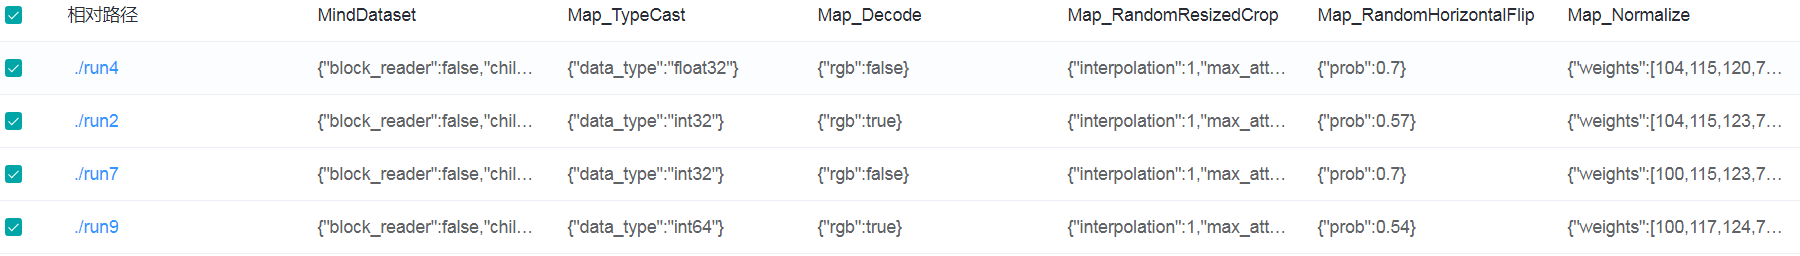 相对路径 MindDataset Map_TypeCast Map_Decode Map_RandomResizedCrop Map_RandomHorizontalFlip Map_Normalize
./run4 {"block_reader":false,"chil... {"data_type":"float32"} {"rgb":false} {"interpolation":1,"max_att... {"prob":0.7} {"weights":[104,115,120,7...
./run2 {"block_reader":false,"chil... {"data_type":"int32"} {"rgb":true} {"interpolation":1,"max_att... {"prob":0.57} {"weights":[104,115,123,7...
./run7 {"block_reader":false,"chil... {"data_type":"int32"} {"rgb":false} {"interpolation":1,"max_att... {"prob":0.7} {"weights":[100,115,123,7...
./run9 {"block_reader":false,"chil... {"data_type":"int64"} {"rgb":true} {"interpolation":1,"max_att... {"prob":0.54} {"weights":[100,117,124,7...